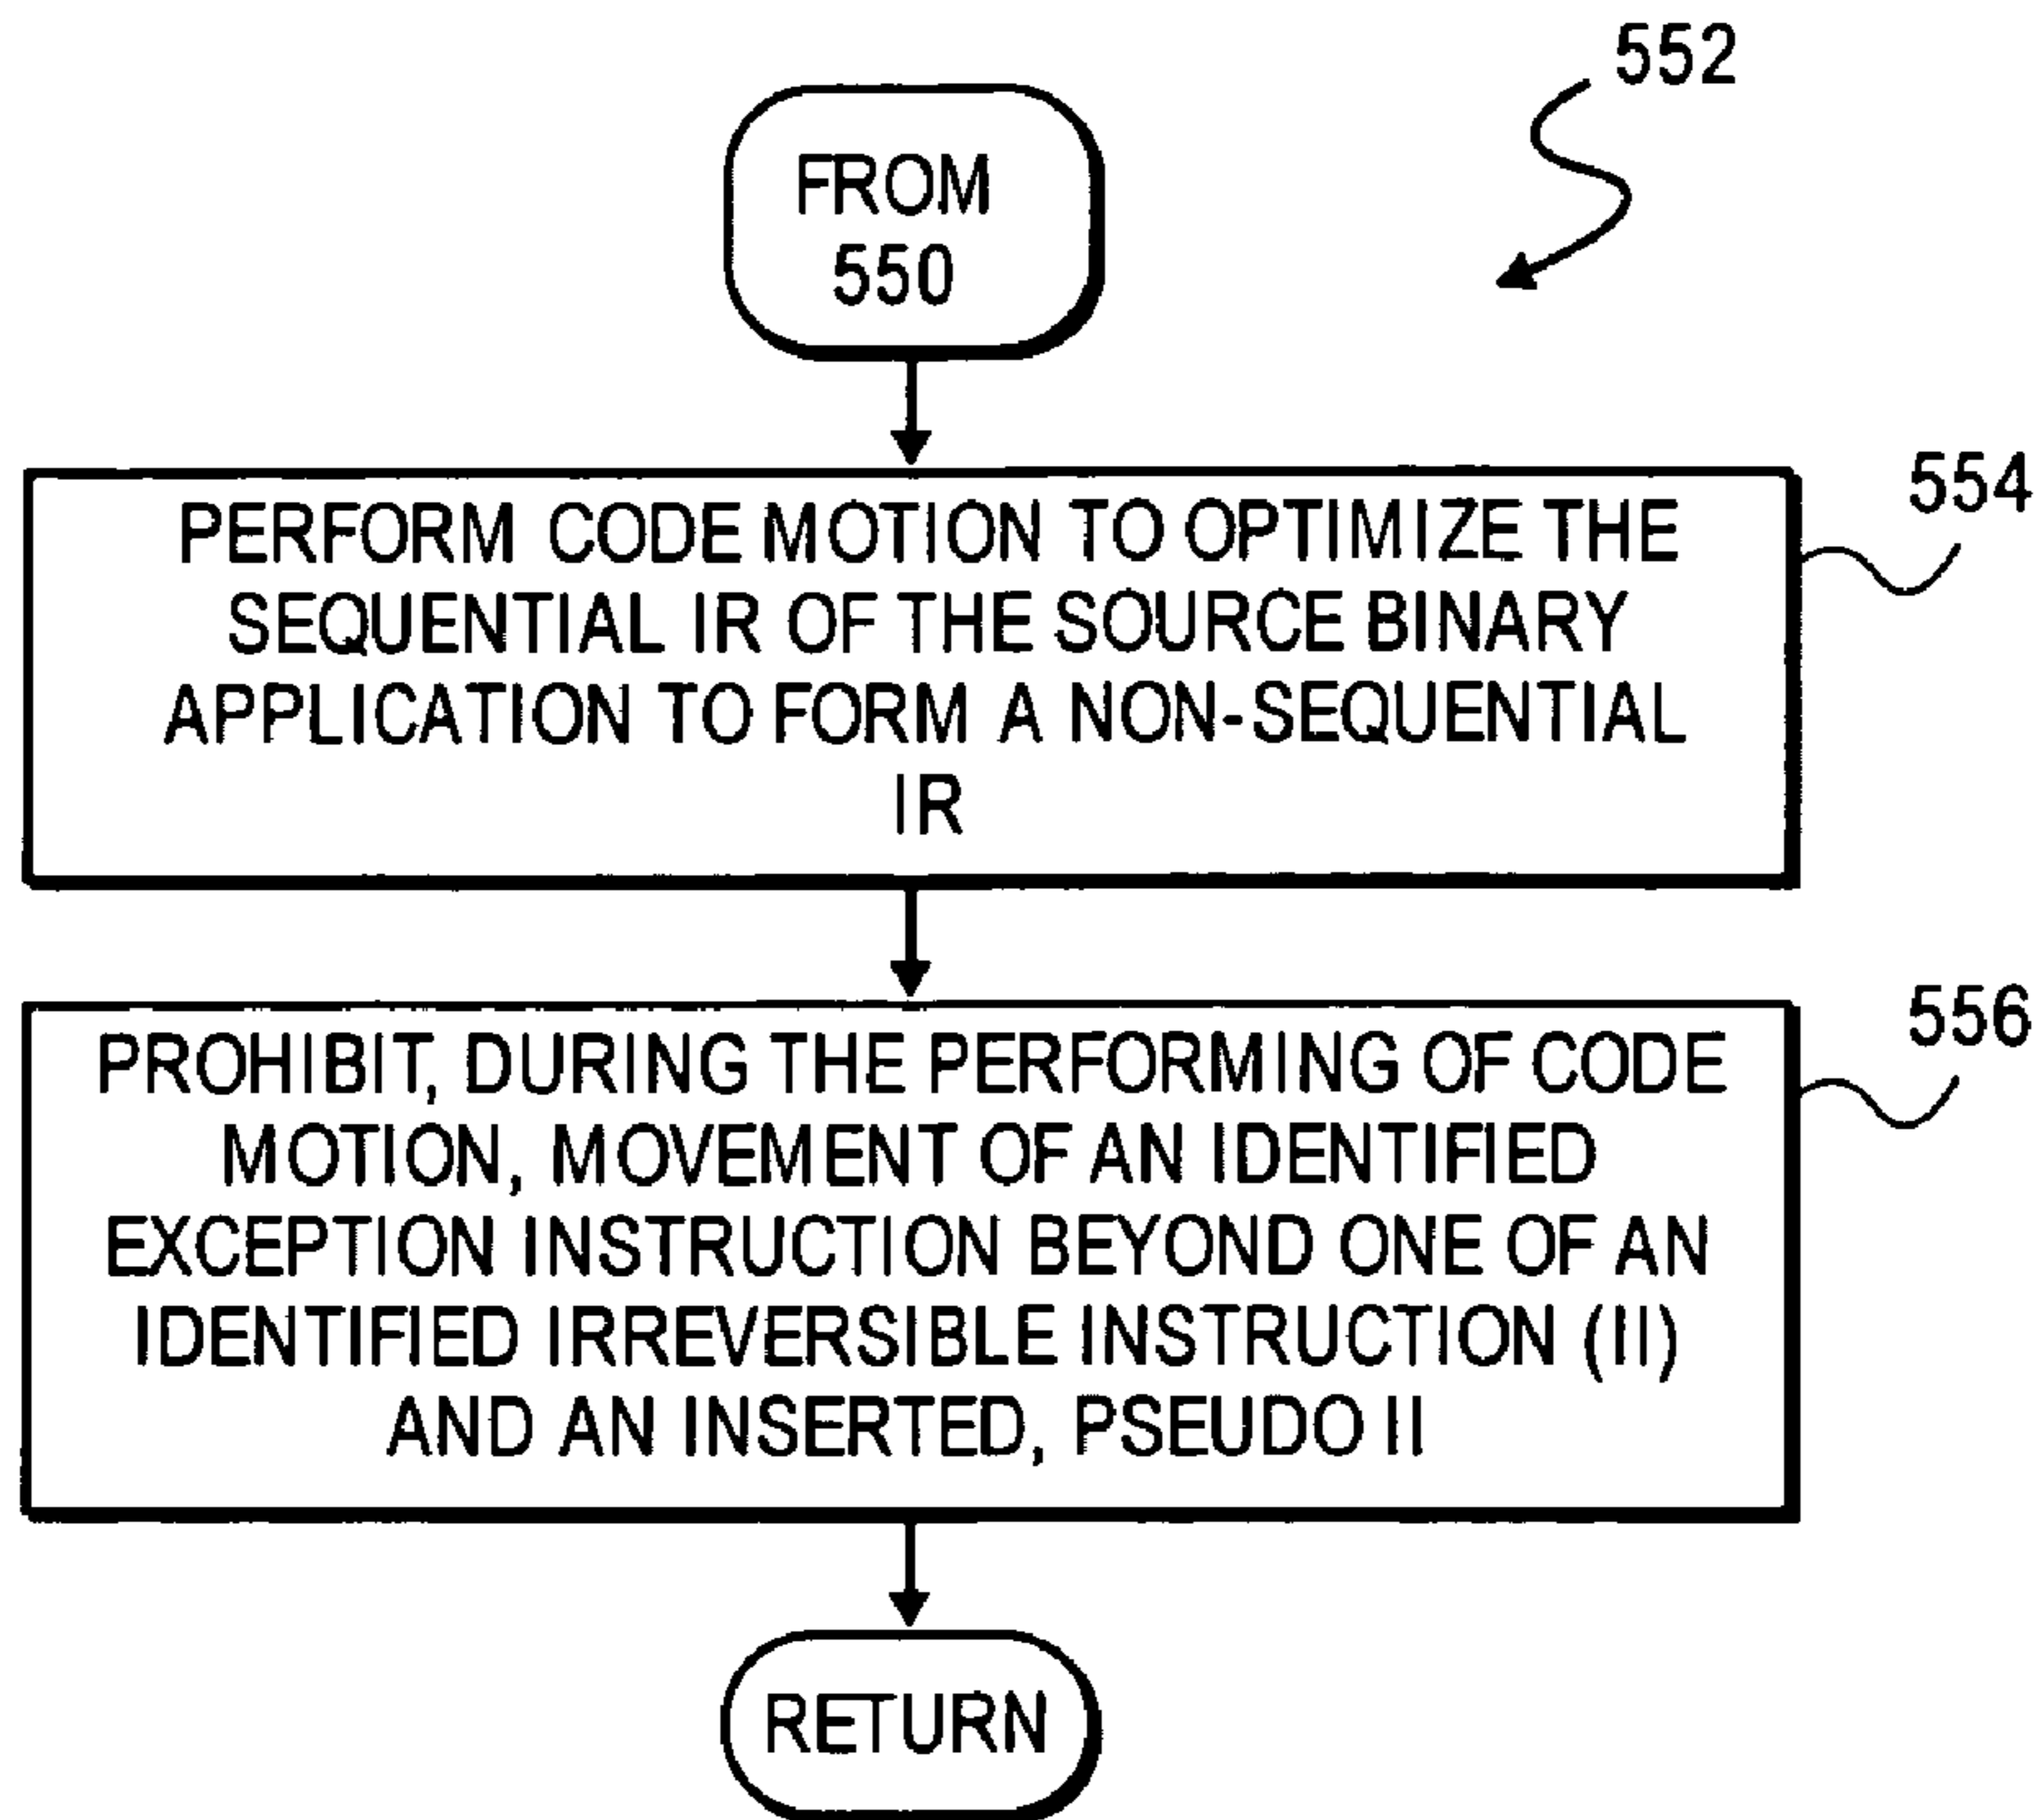 552
FROM
550
554
PERFORM CODE MOTION TO OPTIMIZE THE
SEQUENTIAL IR OF THE SOURCE BINARY
APPLICATION TO FORM A NON-SEQUENTIAL
IR
556
PROHIBIT, DURING THE PERFORMING OF CODE
MOTION, MOVEMENT OF AN IDENTIFIED
EXCEPTION INSTRUCTION BEYOND ONE OF AN
IDENTIFIED IRREVERSIBLE INSTRUCTION (II)
AND AN INSERTED, PSEUDO II
RETURN